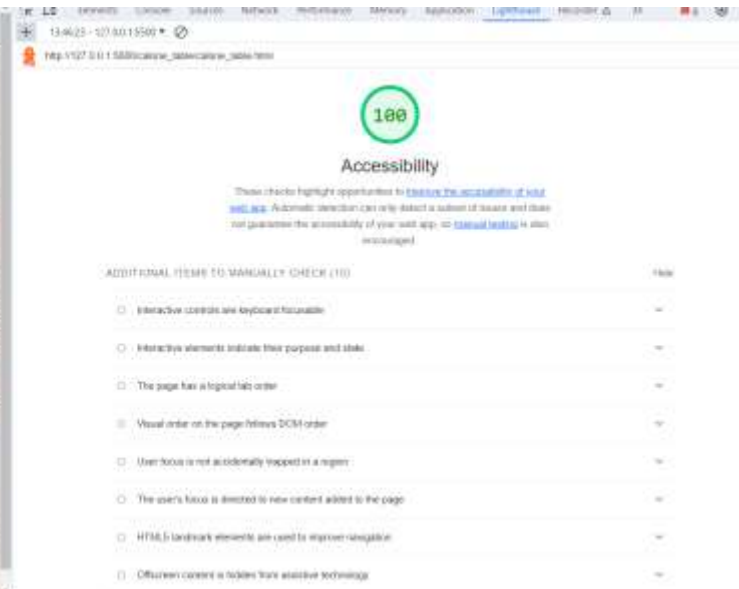 Elements Console Sources Network Performance Memory Application Lighthouse Recorder
127.0.0.1:5500
100
Accessibility
These checks highlight opportunities to improve the accessibility of your
web app. Automatic detection can only detect a subset of issues and does
not guarantee the accessibility of your web app, so manual testing is also
encouraged.
ADDITIONAL ITEMS TO MANUALLY CHECK (10)
Hide
Interactive controls are keyboard focusable
Interactive elements indicate their purpose and state
The page has a logical tab order
Visual order on the page follows DOM order
User focus is not accidentally trapped in a region
The user's focus is directed to new content added to the page
HTML5 landmark elements are used to improve navigation
Offscreen content is hidden from assistive technology